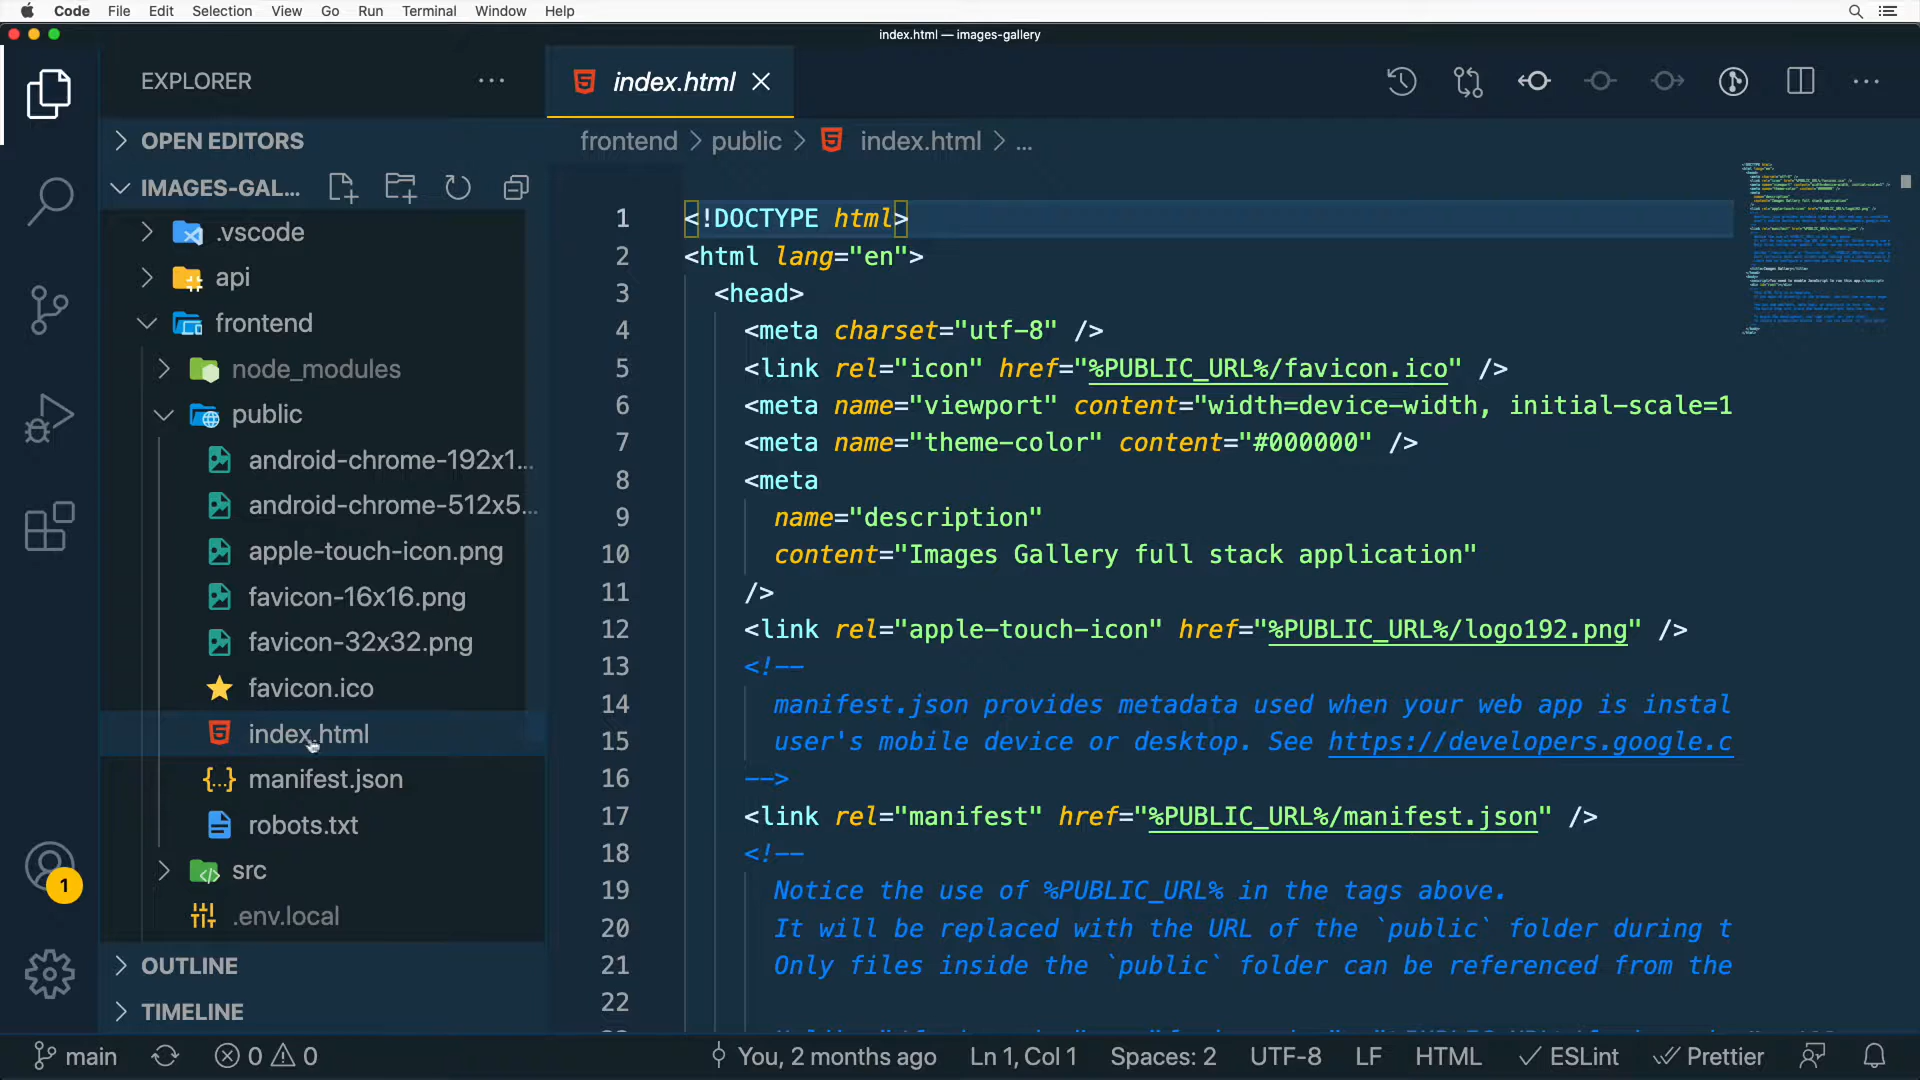 Code File Edit Selection View Go Run Terminal Window Help
index.html — images-gallery
EXPLORER
index.html
OPEN EDITORS
frontend > public > index.html > ...
IMAGES-GAL...
.vscode
api
frontend
node_modules
public
android-chrome-192x1...
android-chrome-512x5...
apple-touch-icon.png
favicon-16x16.png
favicon-32x32.png
favicon.ico
index.html
manifest.json
robots.txt
src
.env.local
OUTLINE
TIMELINE
1 <!DOCTYPE html>
2 <html lang="en">
3 <head>
4 <meta charset="utf-8" />
5 <link rel="icon" href="%PUBLIC_URL%/favicon.ico" />
6 <meta name="viewport" content="width=device-width, initial-scale=1
7 <meta name="theme-color" content="#000000" />
8 <meta
9 name="description"
10 content="Images Gallery full stack application"
11 />
12 <link rel="apple-touch-icon" href="%PUBLIC_URL%/logo192.png" />
13 <!--
14 manifest.json provides metadata used when your web app is instal
15 user's mobile device or desktop. See https://developers.google.c
16 -->
17 <link rel="manifest" href="%PUBLIC_URL%/manifest.json" />
18 <!--
19 Notice the use of %PUBLIC_URL% in the tags above.
20 It will be replaced with the URL of the `public` folder during t
21 Only files inside the `public` folder can be referenced from the
22
1
main 0 0 You, 2 months ago Ln 1, Col 1 Spaces: 2 UTF-8 LF HTML ESLint Prettier